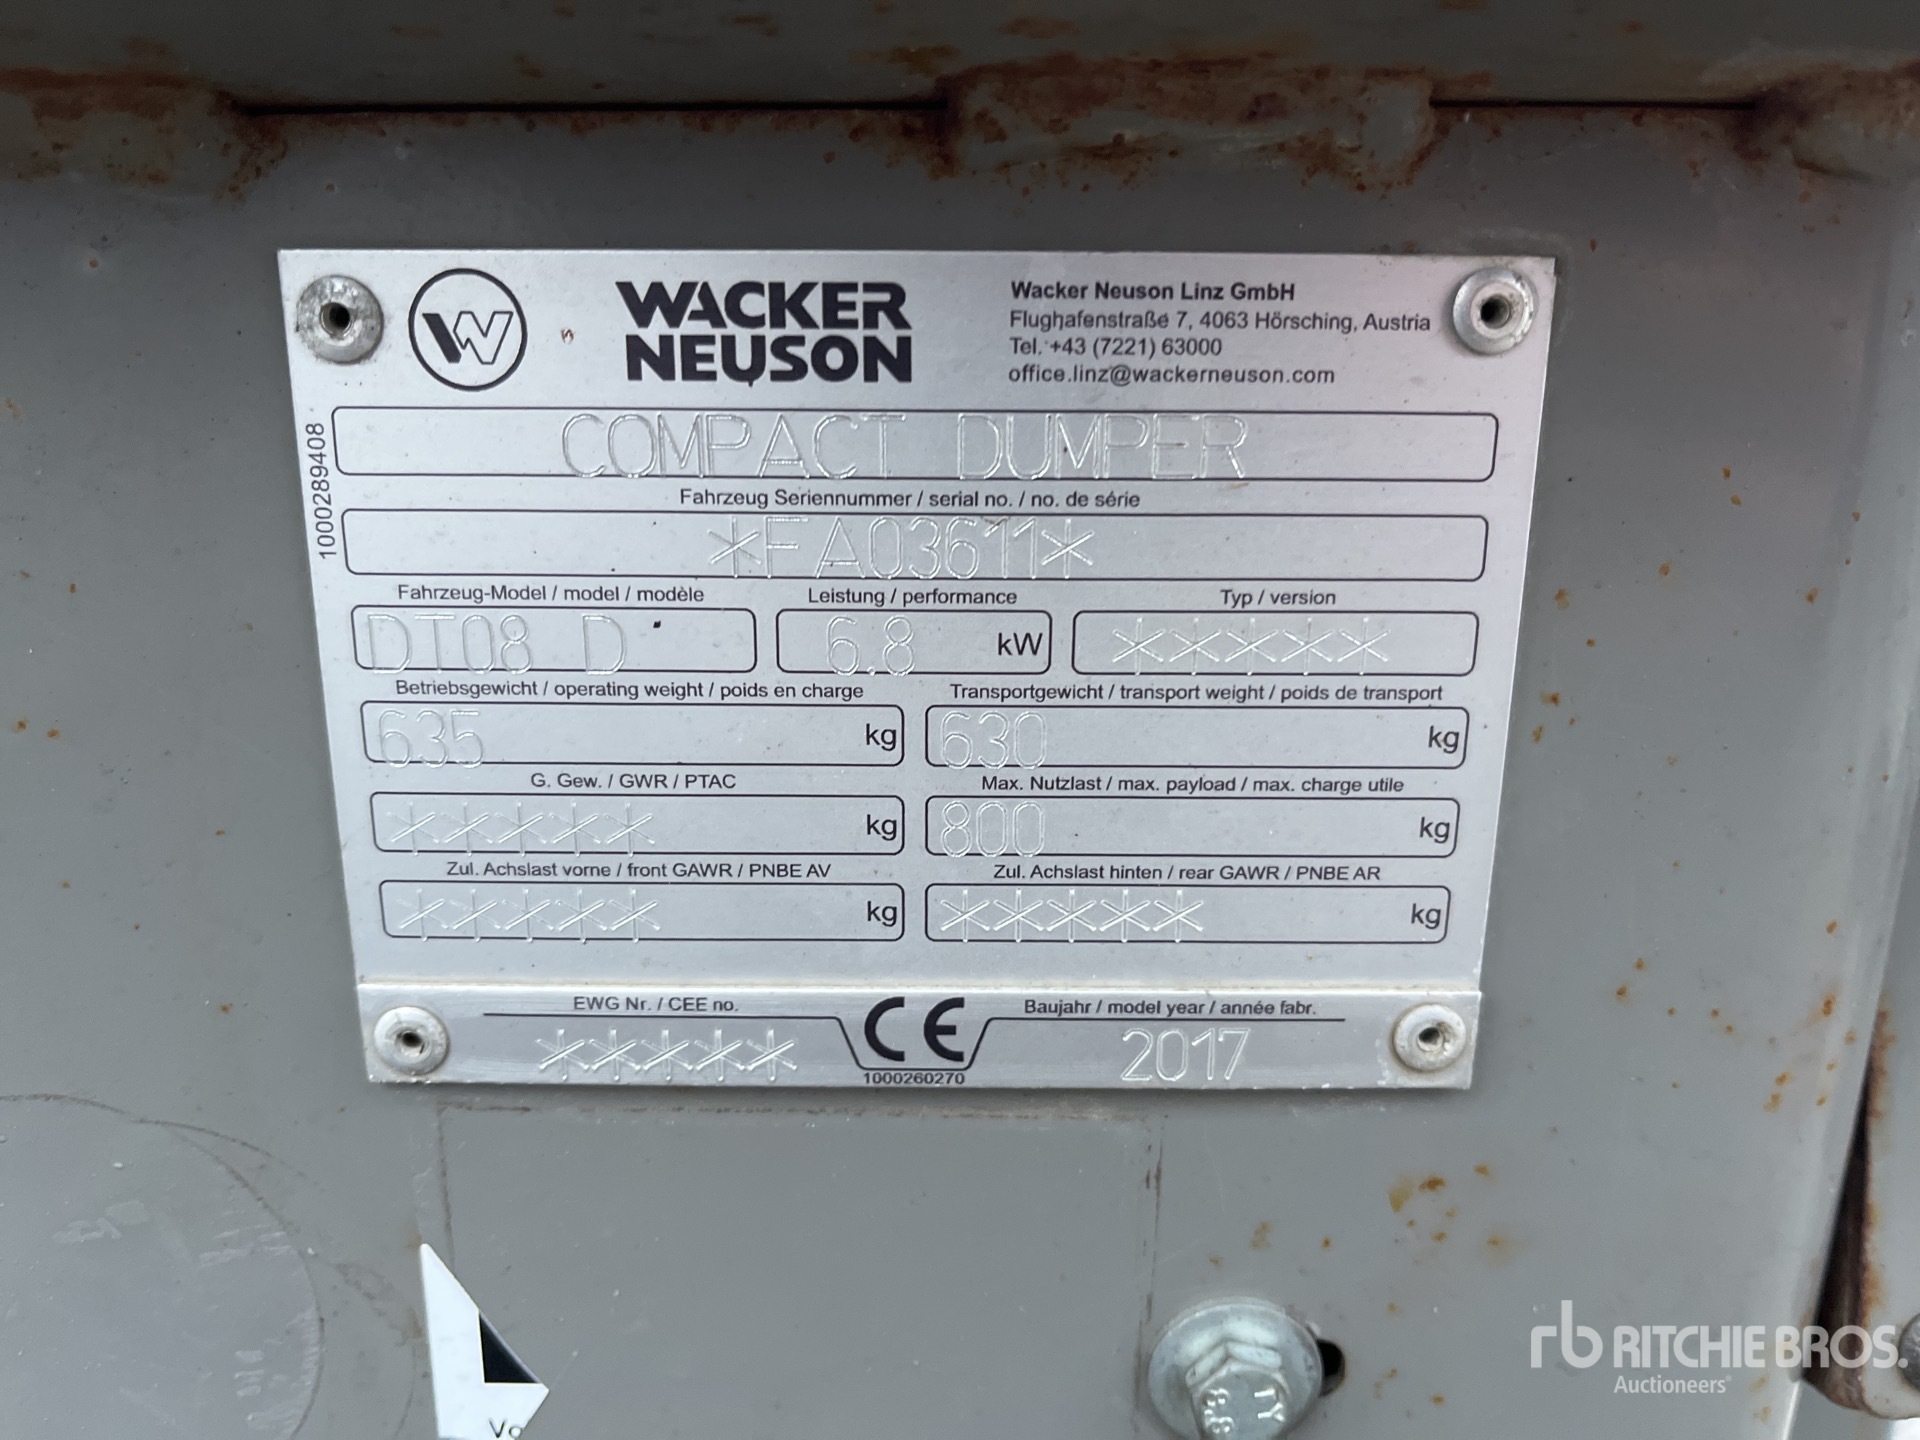 W
WACKER
NEUSON
Wacker Neuson Linz GmbH
Flughafenstraße 7, 4063 Hörsching, Austria
Tel. +43 (7221) 63000
office.linz@wackerneuson.com
1000289408
COMPACT DUMPER
Fahrzeug Seriennummer / serial no. / no. de série
*FA03611*
Fahrzeug-Model / model / modèle
Leistung / performance
Typ / version
DT08 D
6.8 kW
*****
Betriebsgewicht / operating weight / poids en charge
Transportgewicht / transport weight / poids de transport
635 kg
630 kg
G. Gew. / GWR / PTAC
Max. Nutzlast / max. payload / max. charge utile
***** kg
800 kg
Zul. Achslast vorne / front GAWR / PNBE AV
Zul. Achslast hinten / rear GAWR / PNBE AR
***** kg
***** kg
EWG Nr. / CEE no.
CE
Baujahr / model year / année fabr.
*****
2017
1000260270
8.8
TY
rb RITCHIE BROS.
Auctioneers